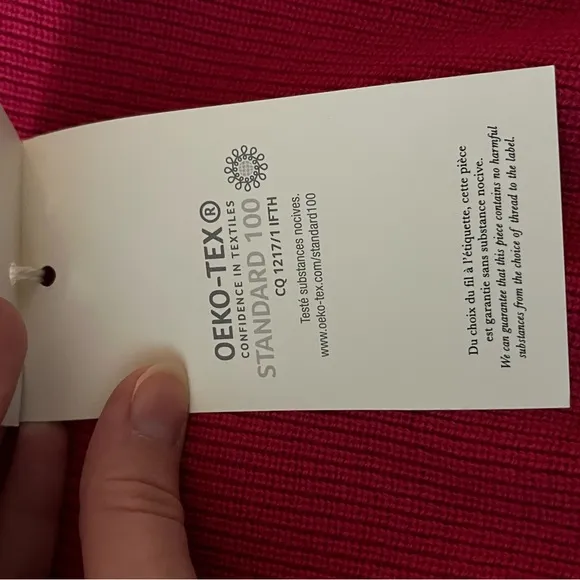 OEKO-TEX®
CONFIDENCE IN TEXTILES
STANDARD 100
CQ 1217/1 IFTH
Testé substances nocives.
www.oeko-tex.com/standard100
Du choix du fil à l'étiquette, cette pièce
est garantie sans substance nocive.
We can guarantee that this piece contains no harmful
substances from the choice of thread to the label.